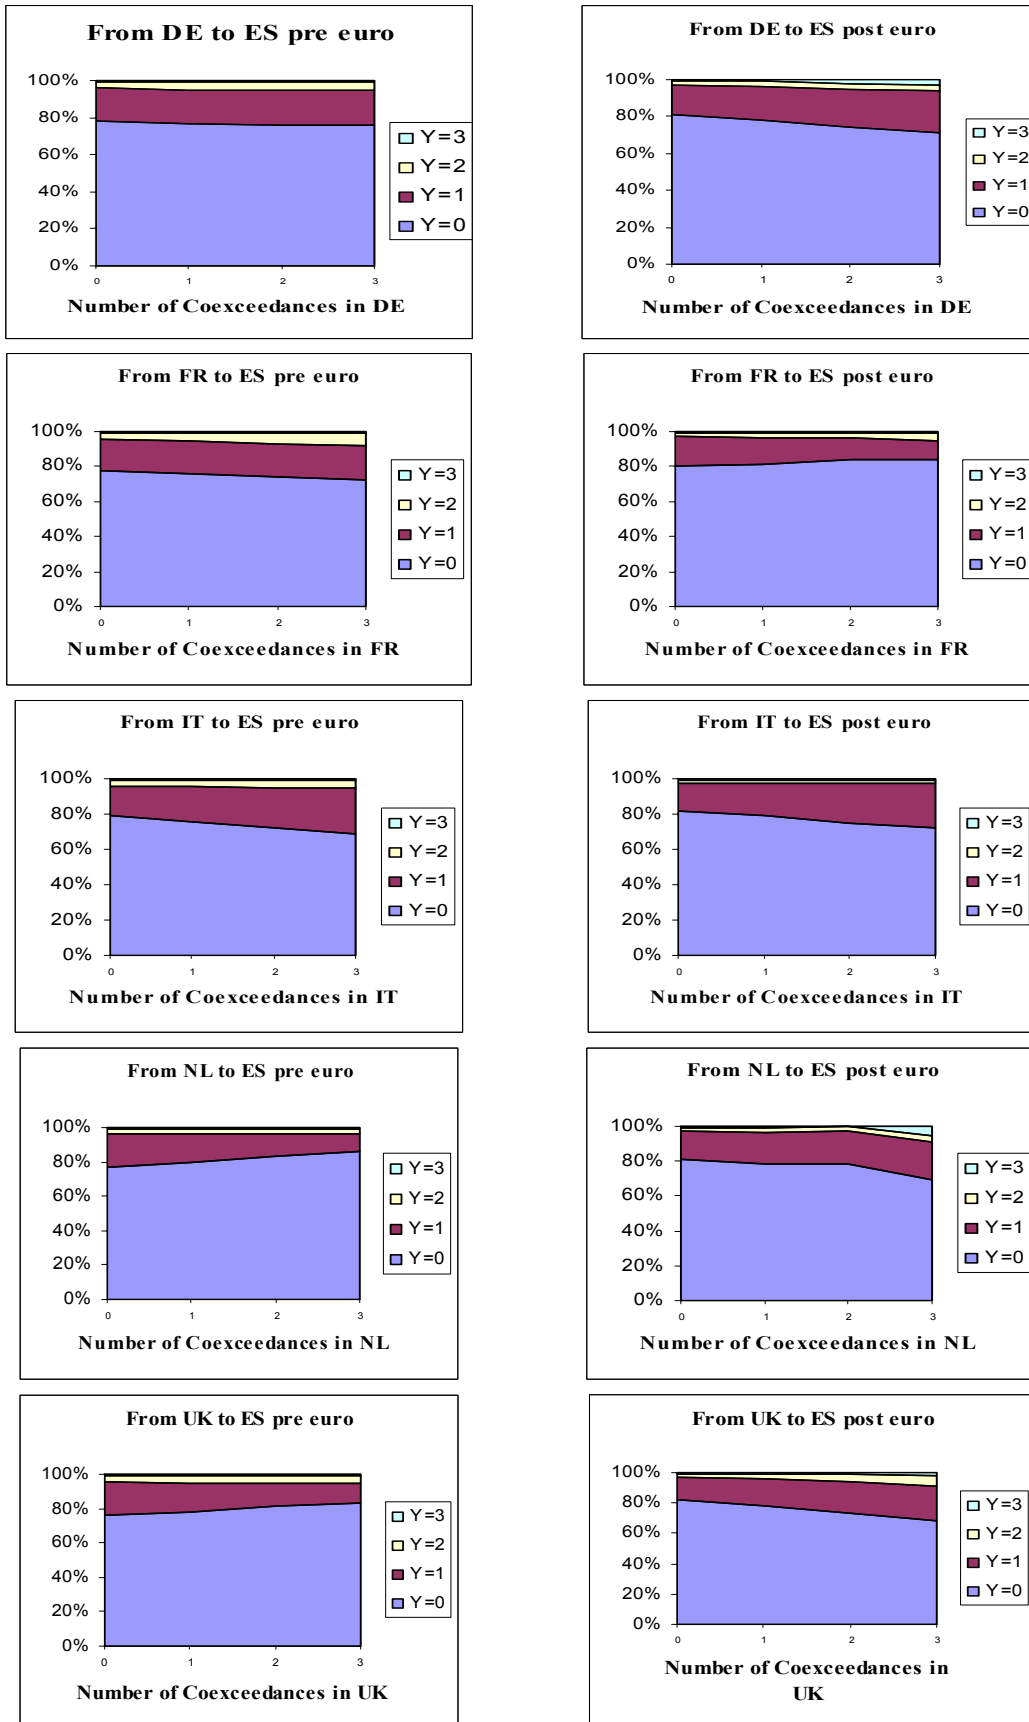 From DE to ES pre euro
100%
80%
60%
40%
20%
0%
0 1 2 3
Number of Coexceedances in DE
Y=3
Y=2
Y=1
Y=0
From DE to ES post euro
100%
80%
60%
40%
20%
0%
0 1 2 3
Number of Coexceedances in DE
Y=3
Y=2
Y=1
Y=0
From FR to ES pre euro
100%
80%
60%
40%
20%
0%
0 1 2 3
Number of Coexceedances in FR
Y=3
Y=2
Y=1
Y=0
From FR to ES post euro
100%
80%
60%
40%
20%
0%
0 1 2 3
Number of Coexceedances in FR
Y=3
Y=2
Y=1
Y=0
From IT to ES pre euro
100%
80%
60%
40%
20%
0%
0 1 2 3
Number of Coexceedances in IT
Y=3
Y=2
Y=1
Y=0
From IT to ES post euro
100%
80%
60%
40%
20%
0%
0 1 2 3
Number of Coexceedances in IT
Y=3
Y=2
Y=1
Y=0
From NL to ES pre euro
100%
80%
60%
40%
20%
0%
0 1 2 3
Number of Coexceedances in NL
Y=3
Y=2
Y=1
Y=0
From NL to ES post euro
100%
80%
60%
40%
20%
0%
0 1 2 3
Number of Coexceedances in NL
Y=3
Y=2
Y=1
Y=0
From UK to ES pre euro
100%
80%
60%
40%
20%
0%
0 1 2 3
Number of Coexceedances in UK
Y=3
Y=2
Y=1
Y=0
From UK to ES post euro
100%
80%
60%
40%
20%
0%
0 1 2 3
Number of Coexceedances in
UK
Y=3
Y=2
Y=1
Y=0